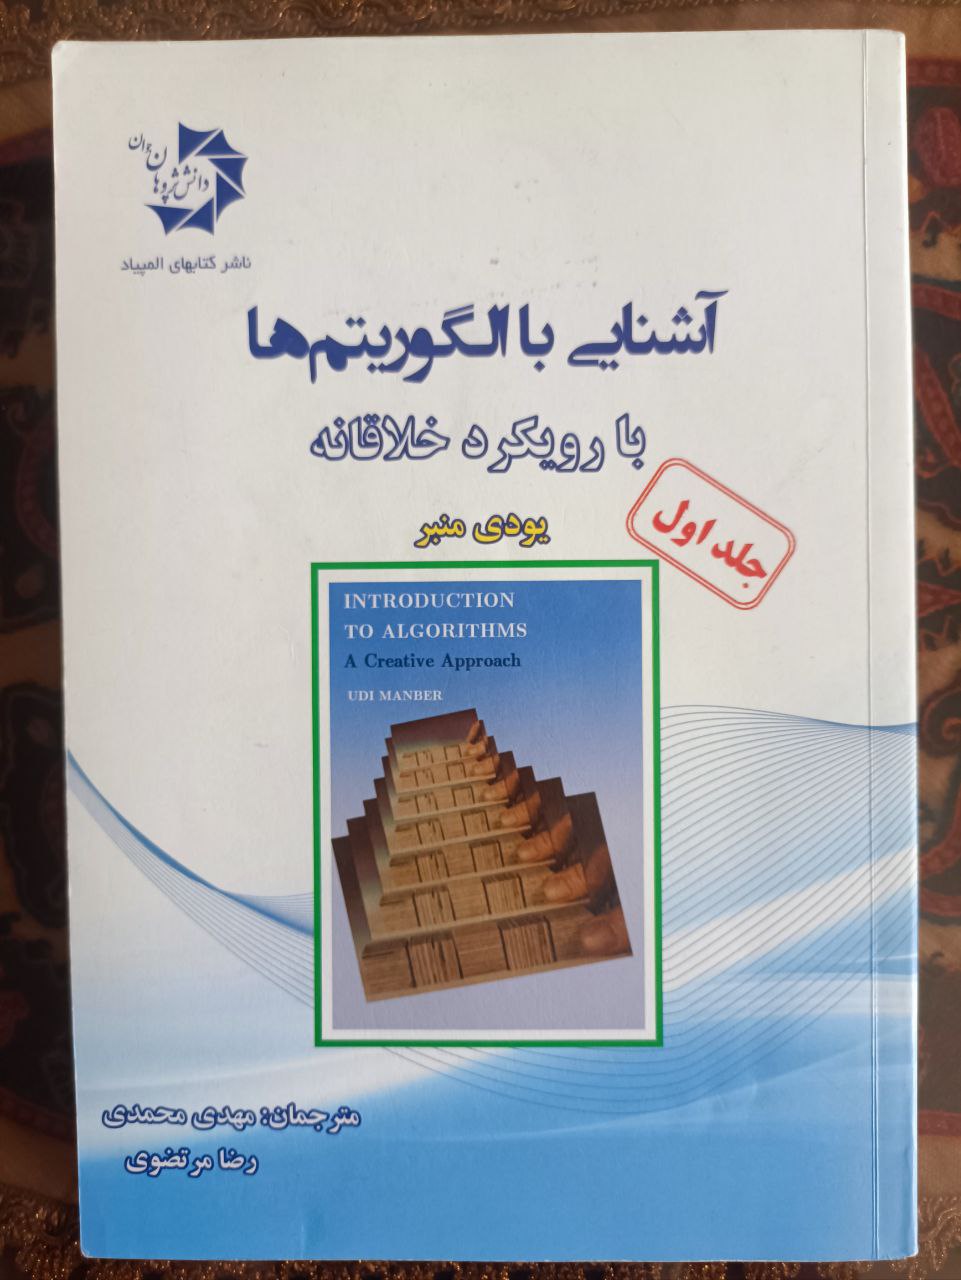 دانش پژوهان جوان
ناشر کتابهای المپیاد
آشنایی با الگوریتم‌ها
با رویکرد خلاقانه
یودی منبر
جلد اول
INTRODUCTION
TO ALGORITHMS
A Creative Approach
UDI MANBER
مترجمان: مهدی محمدی
رضا مرتضوی